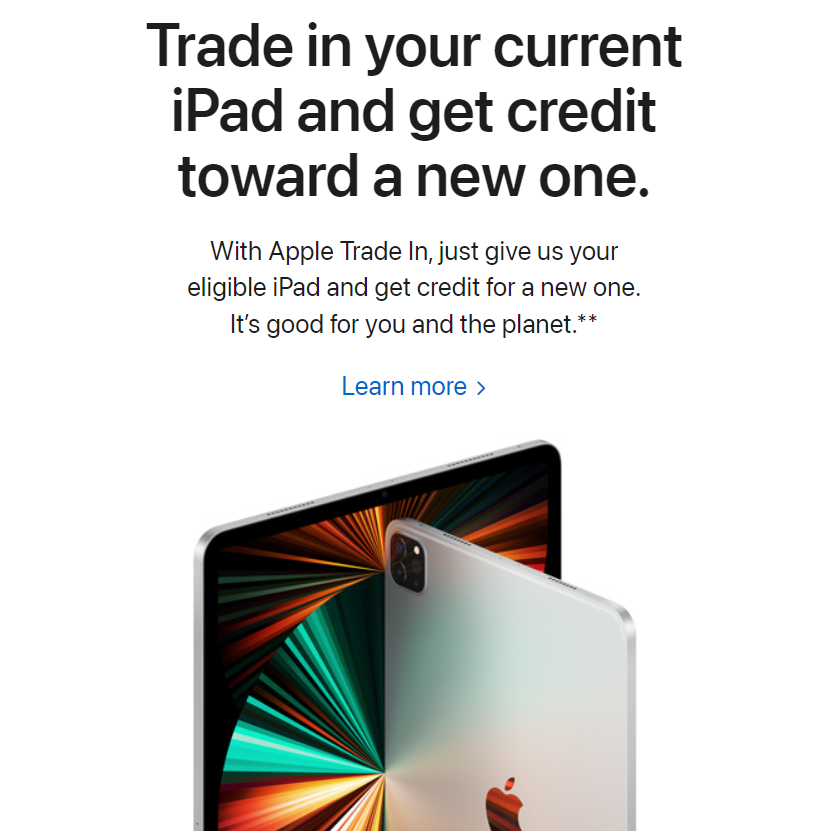 Trade in your current
iPad and get credit
toward a new one.
With Apple Trade In, just give us your
eligible iPad and get credit for a new one.
It’s good for you and the planet.**
Learn more >